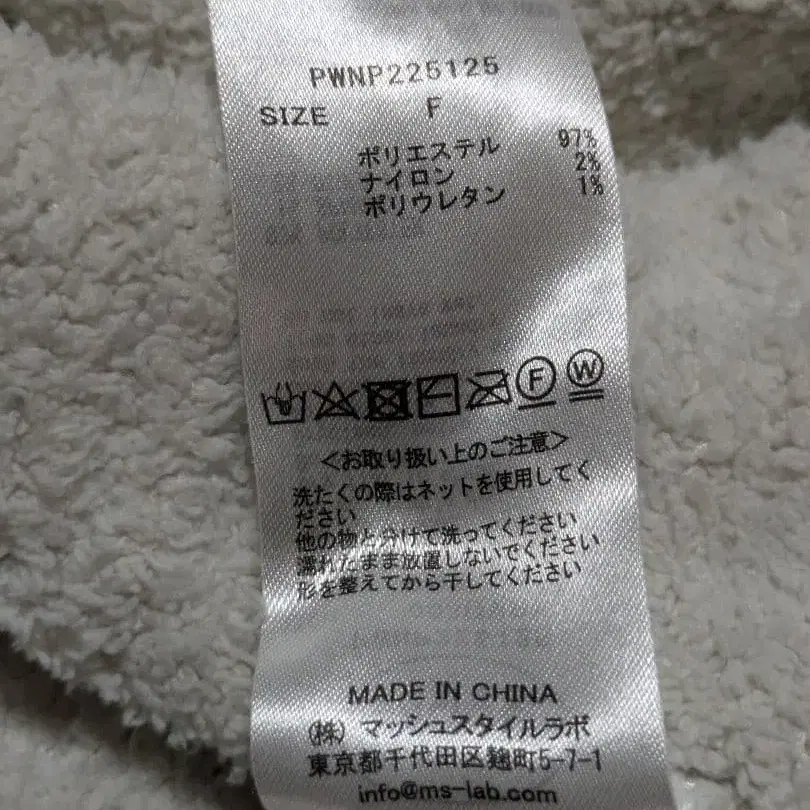 PWNP225125
SIZE F
ポリエステル 97%
ナイロン 2%
ポリウレタン 1%
F W
<お取り扱い上のご注意>
洗たくの際はネットを使用してく
ださい
他の物と分けて洗ってください
濡れたまま放置しないでください
形を整えてから干してください
MADE IN CHINA
(株)マッシュスタイルラボ
東京都千代田区麹町5-7-1
info@ms-lab.com